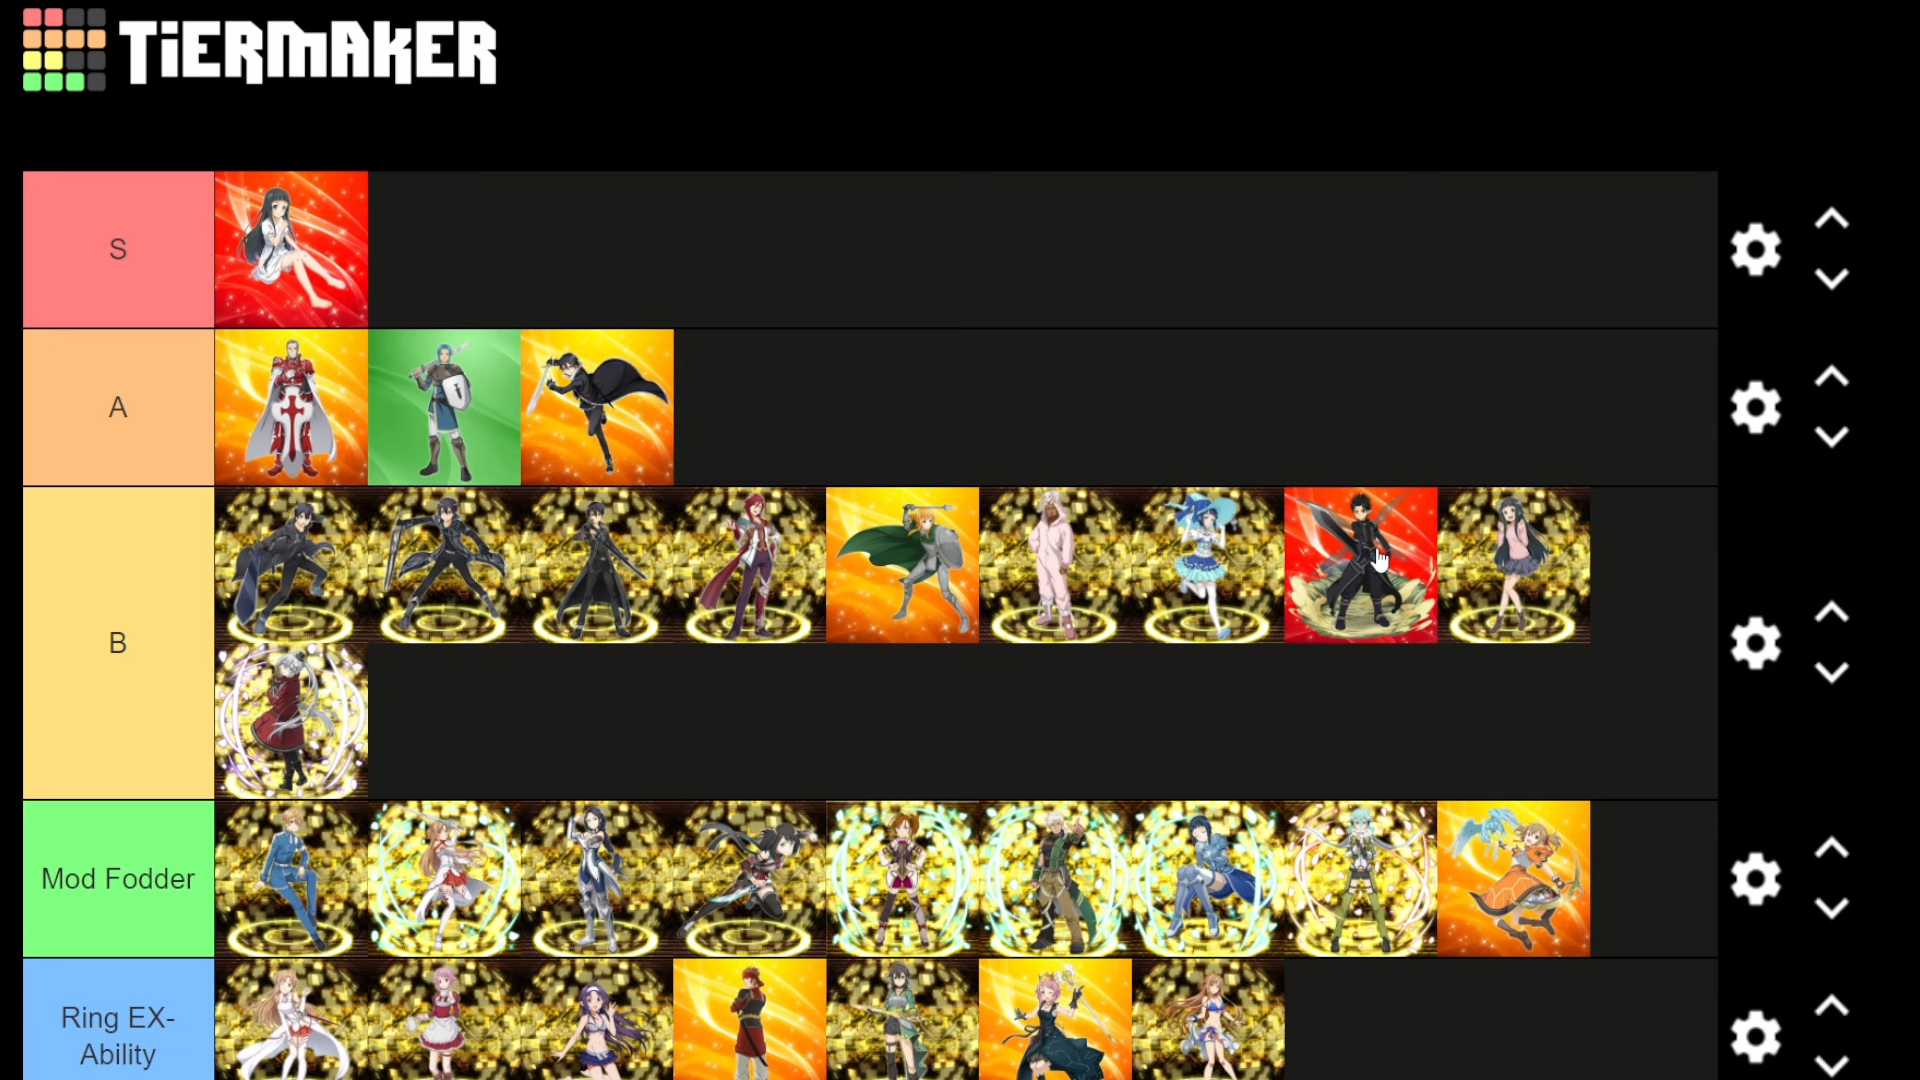 TiERMAKER
S
A
B
Mod Fodder
Ring EX-
Ability